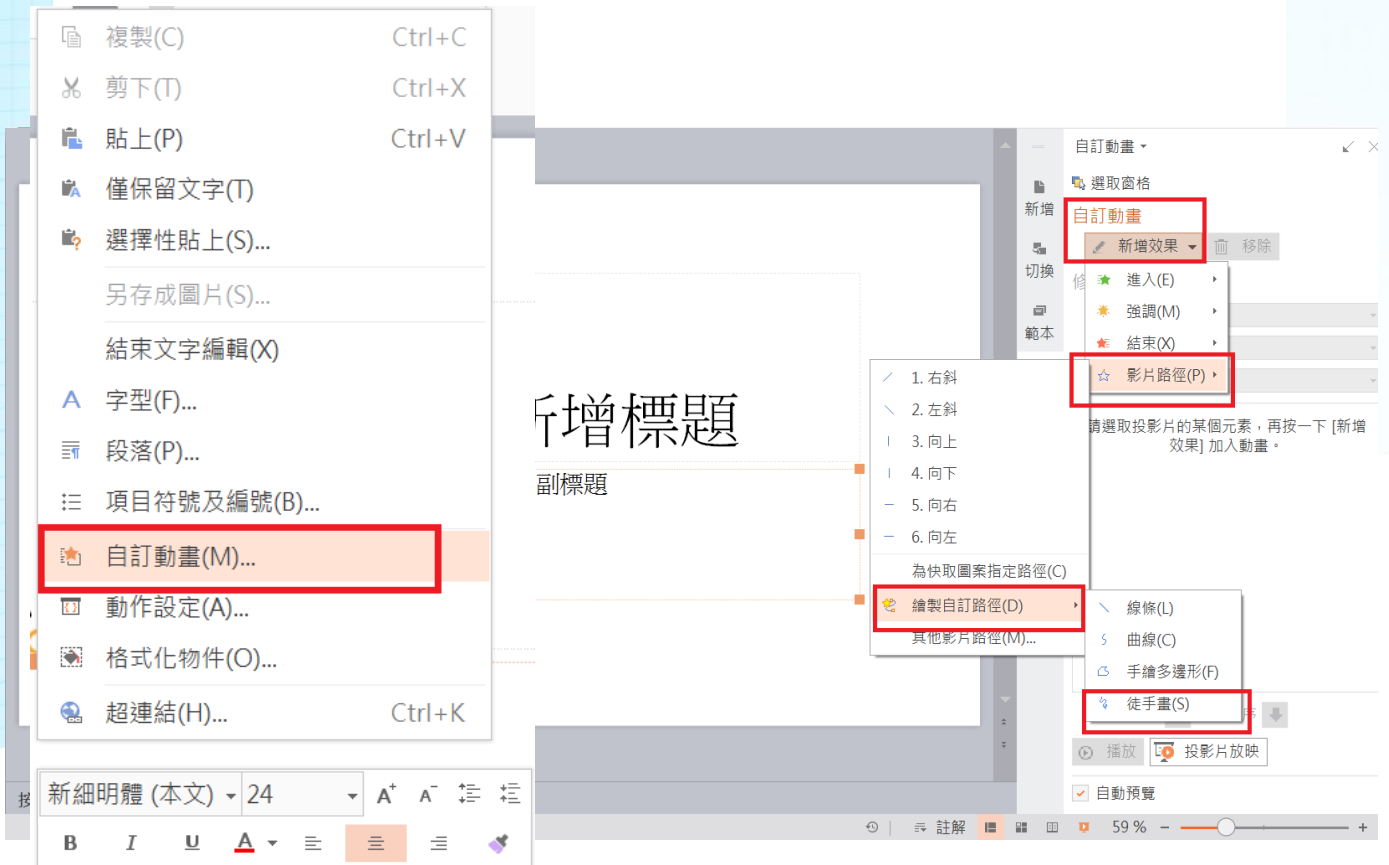 複製(C) Ctrl+C
剪下(T) Ctrl+X
貼上(P) Ctrl+V
僅保留文字(T)
選擇性貼上(S)...
另存成圖片(S)...
結束文字編輯(X)
字型(F)...
段落(P)...
項目符號及編號(B)...
自訂動畫(M)...
動作設定(A)...
格式化物件(O)...
超連結(H)... Ctrl+K
新細明體 (本文) 24 A+ A-
B I U A
增標題
副標題
按
新增
切換
範本
自訂動畫
選取窗格
自訂動畫
新增效果 移除
修
進入(E)
強調(M)
結束(X)
影片路徑(P)
請選取投影片的某個元素，再按一下 [新增
效果] 加入動畫。
1. 右斜
2. 左斜
3. 向上
4. 向下
5. 向右
6. 向左
為快取圖案指定路徑(C)
繪製自訂路徑(D)
其他影片路徑(M)...
線條(L)
曲線(C)
手繪多邊形(F)
徒手畫(S)
播放 投影片放映
自動預覽
註解 59 % − +